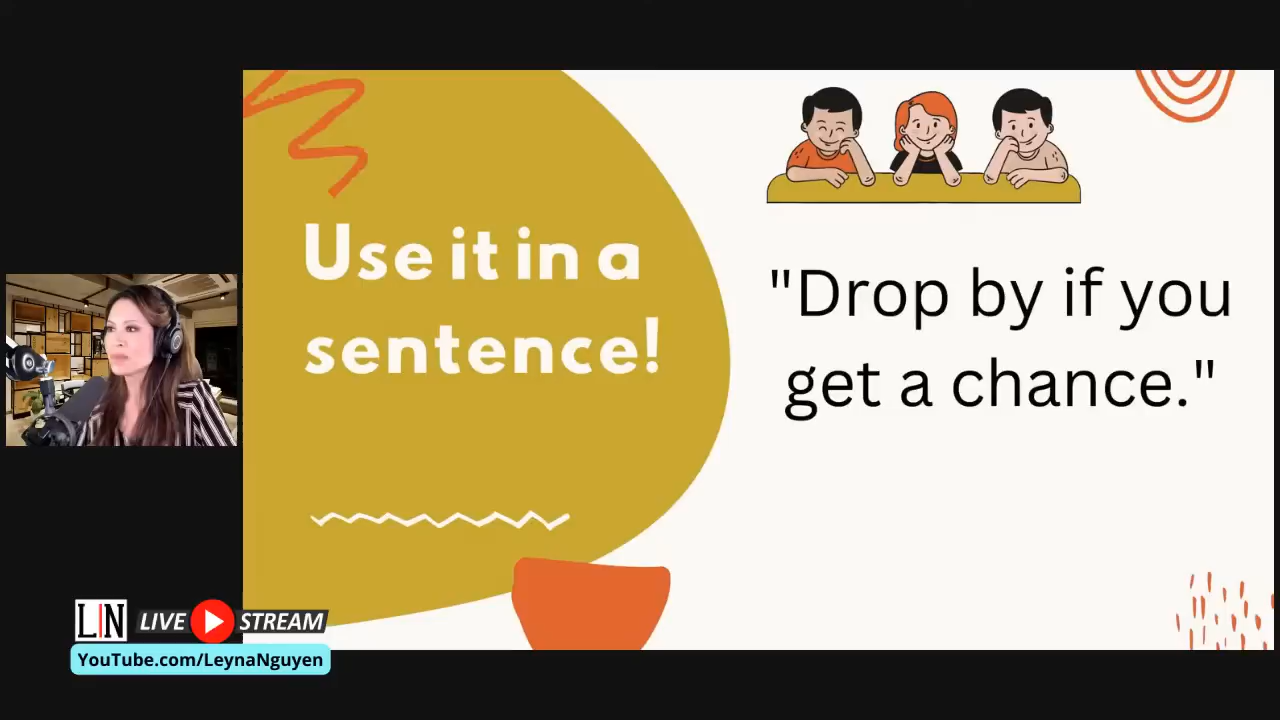 Use it in a
sentence!
"Drop by if you
get a chance."
LN LIVE STREAM
YouTube.com/LeynaNguyen